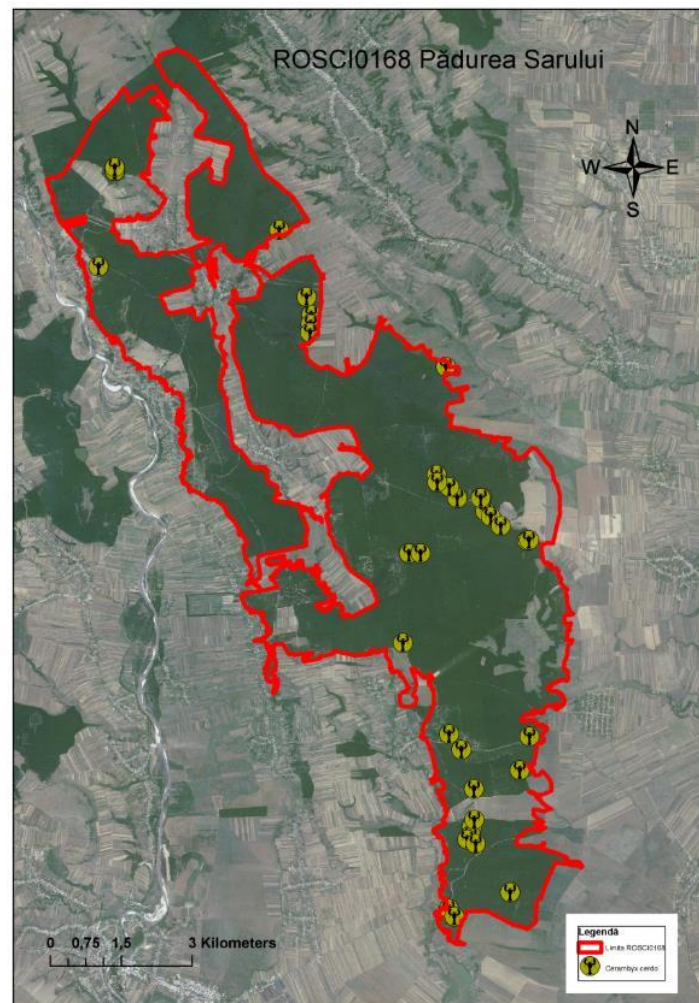 ROSCI0168 Pădurea Sarului
N
W E
S
0 0,75 1,5 3 Kilometers
Legendă
Limita ROSCI0168
Cerambyx cerdo